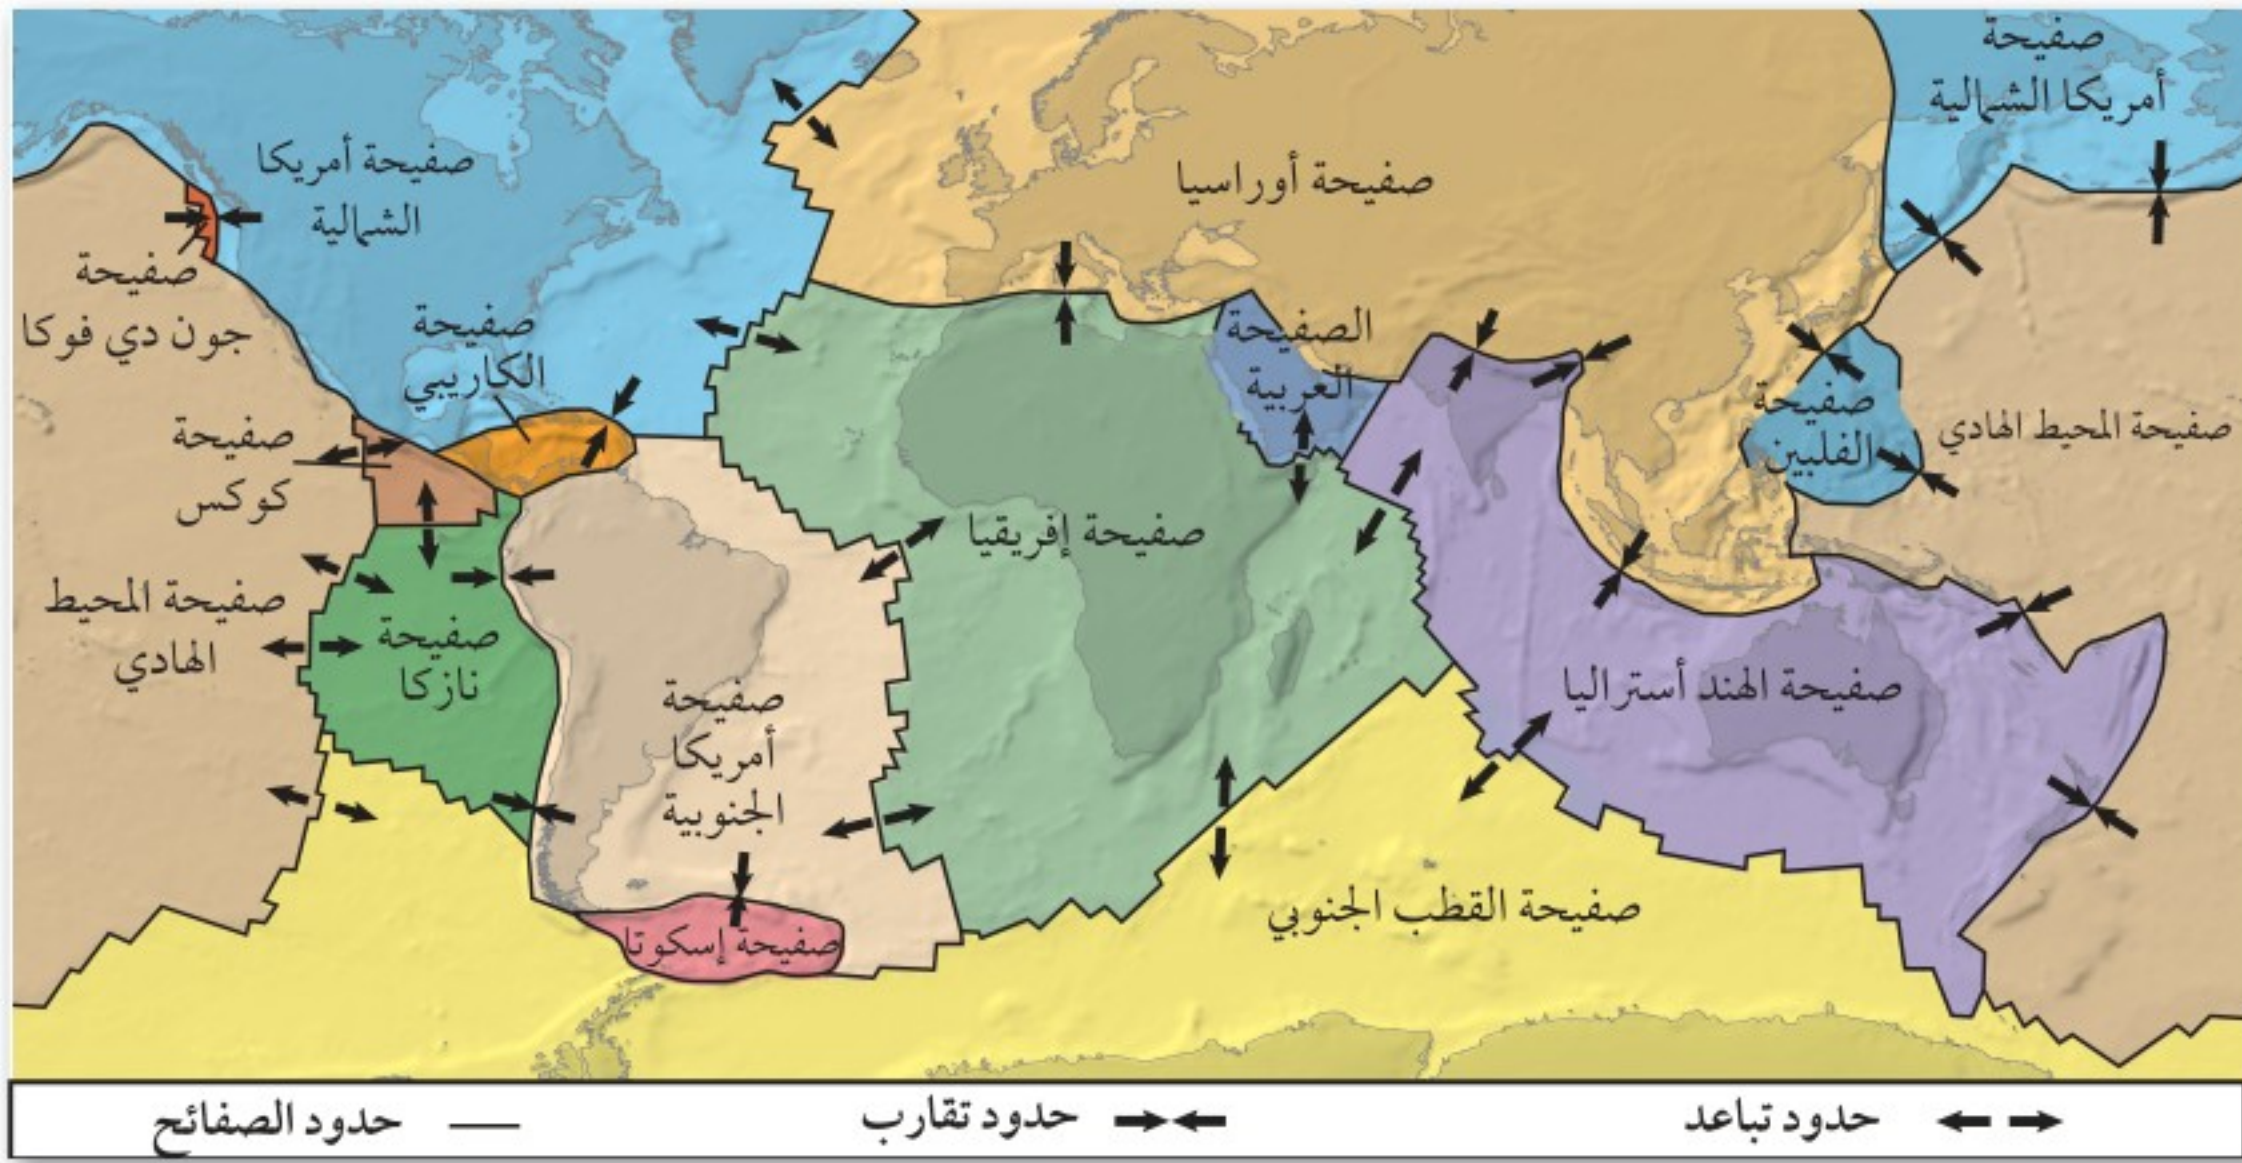 صفيحة
أمريكا الشمالية
صفيحة أمريكا
الشمالية
صفيحة أوراسيا
صفيحة
جون دي فوكا
صفيحة
الكاريبي
الصفيحة
العربية
صفيحة
الفلبين
صفيحة المحيط الهادي
صفيحة
كوكس
صفيحة إفريقيا
صفيحة المحيط
الهادي
صفيحة
نازكا
صفيحة
أمريكا
الجنوبية
صفيحة الهند أستراليا
صفيحة القطب الجنوبي
صفيحة إسكوتا
حدود تباعد
حدود تقارب
حدود الصفائح